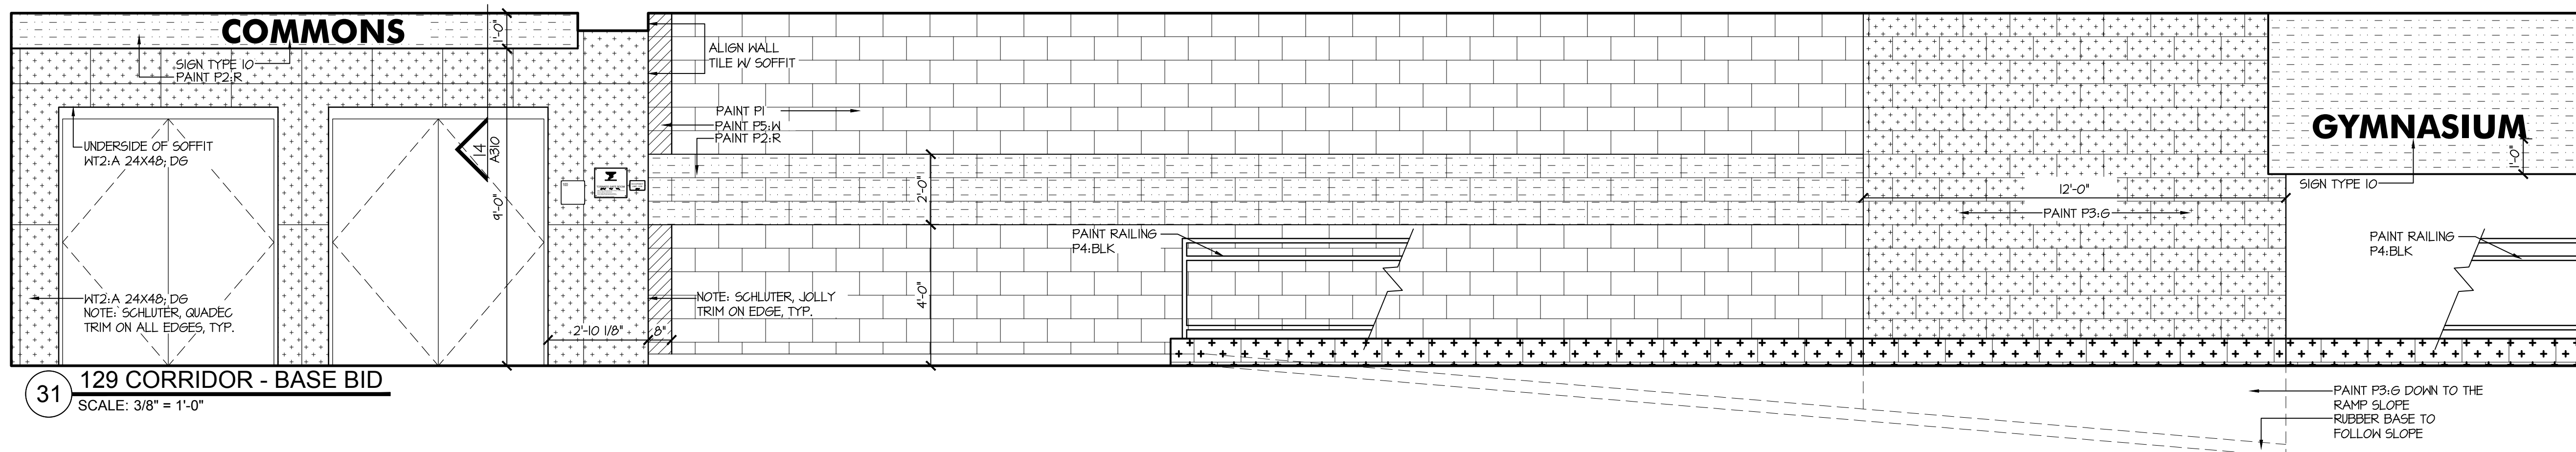 COMMONS
1'-0"
SIGN TYPE 10
PAINT P2:R
ALIGN WALL
TILE W/ SOFFIT
PAINT P1
PAINT P5:W
PAINT P2:R
UNDERSIDE OF SOFFIT
WT2:A 24X48; DG
14
A310
9'-0"
2'-0"
GYMNASIUM
1'-0"
SIGN TYPE 10
12'-0"
PAINT P3:G
PAINT RAILING
P4:BLK
PAINT RAILING
P4:BLK
WT2:A 24X48; DG
NOTE: SCHLUTER, QUADEC
TRIM ON ALL EDGES, TYP.
NOTE: SCHLUTER, JOLLY
TRIM ON EDGE, TYP.
4'-0"
2'-10 1/8"
8"
31
129 CORRIDOR - BASE BID
SCALE: 3/8" = 1'-0"
PAINT P3:G DOWN TO THE
RAMP SLOPE
RUBBER BASE TO
FOLLOW SLOPE